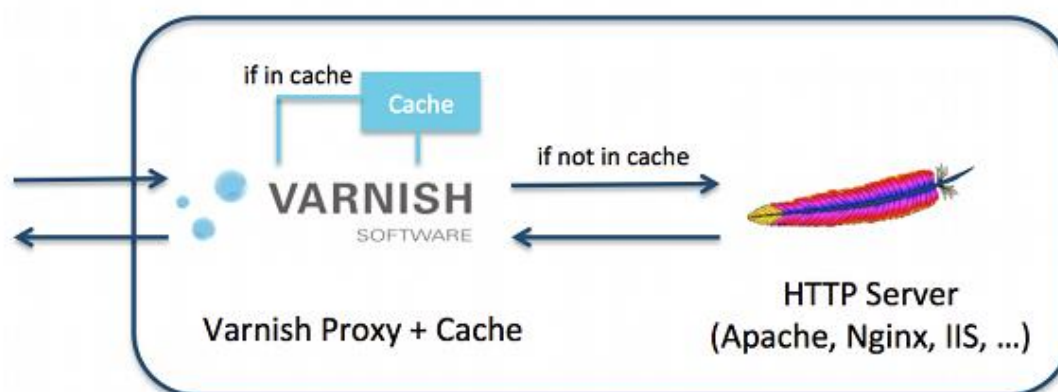 if in cache
Cache
if not in cache
VARNISH
SOFTWARE
HTTP Server
Varnish Proxy + Cache
(Apache, Nginx, IIS, ...)